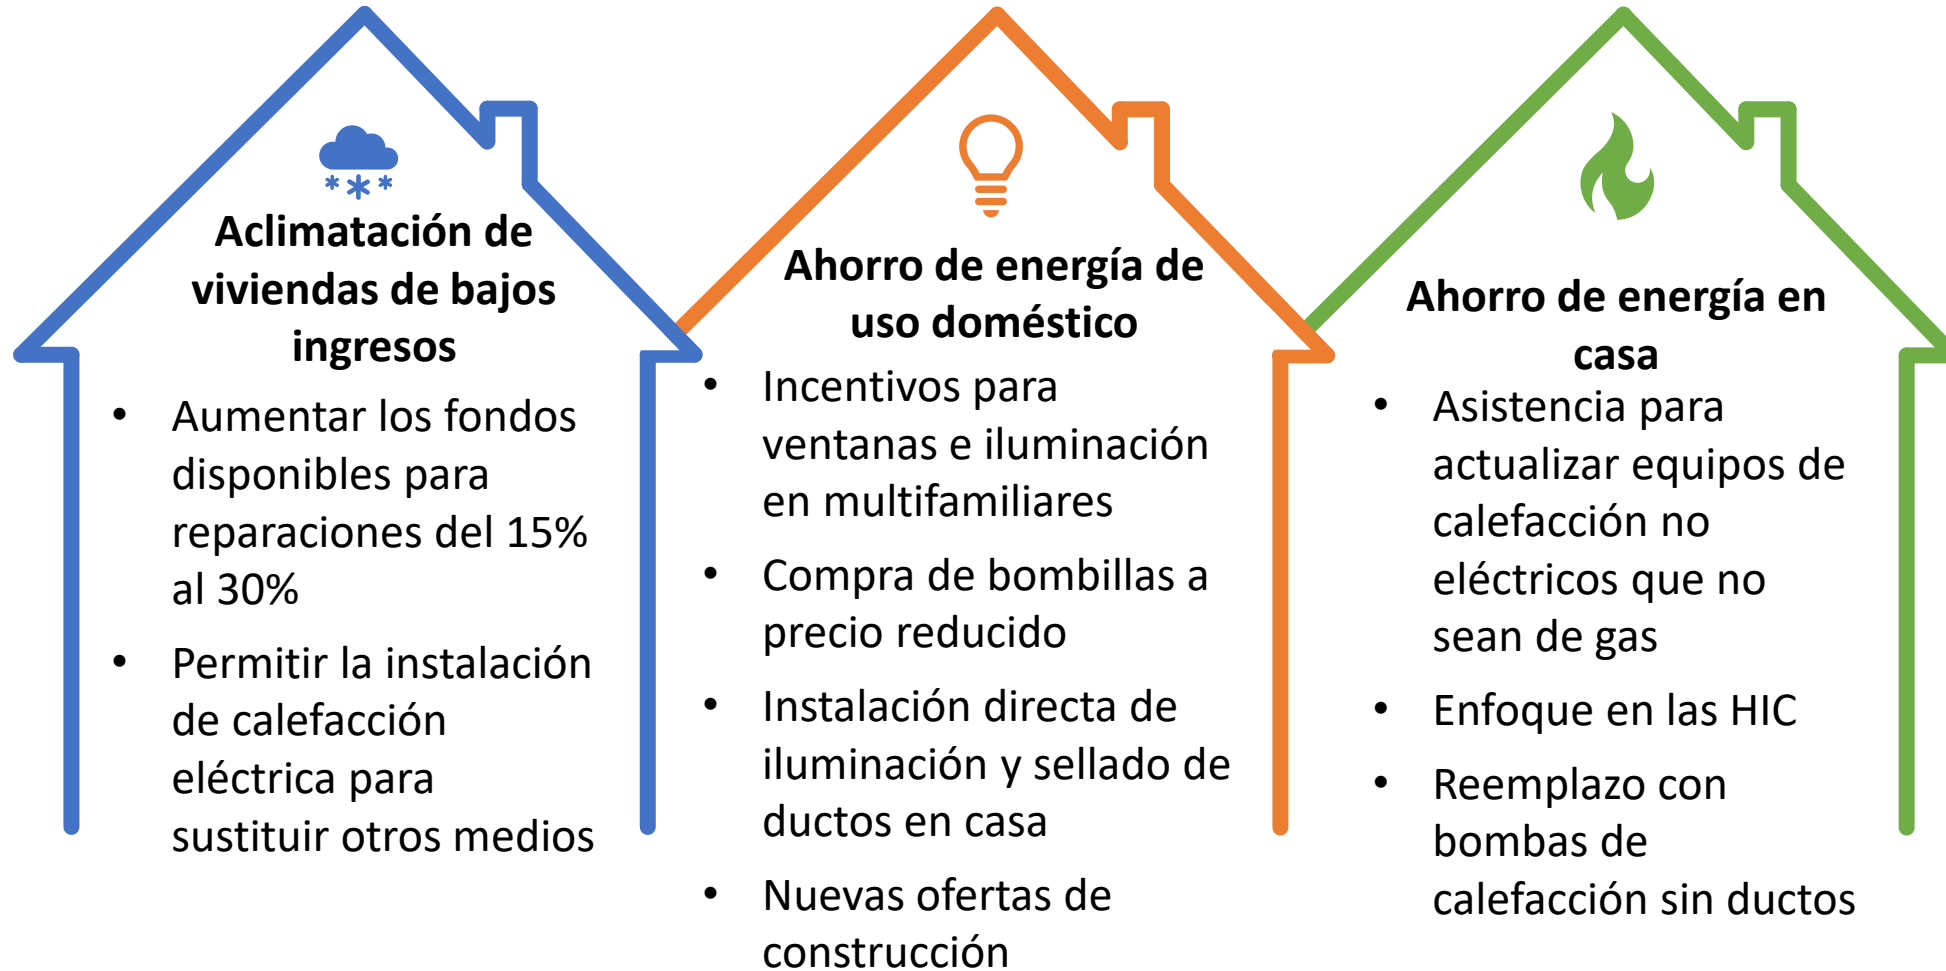 Aclimatación de
viviendas de bajos
ingresos
• Aumentar los fondos
disponibles para
reparaciones del 15%
al 30%
• Permitir la instalación
de calefacción
eléctrica para
sustituir otros medios
Ahorro de energía de
uso doméstico
• Incentivos para
ventanas e iluminación
en multifamiliares
• Compra de bombillas a
precio reducido
• Instalación directa de
iluminación y sellado de
ductos en casa
• Nuevas ofertas de
construcción
Ahorro de energía en
casa
• Asistencia para
actualizar equipos de
calefacción no
eléctricos que no
sean de gas
• Enfoque en las HIC
• Reemplazo con
bombas de
calefacción sin ductos